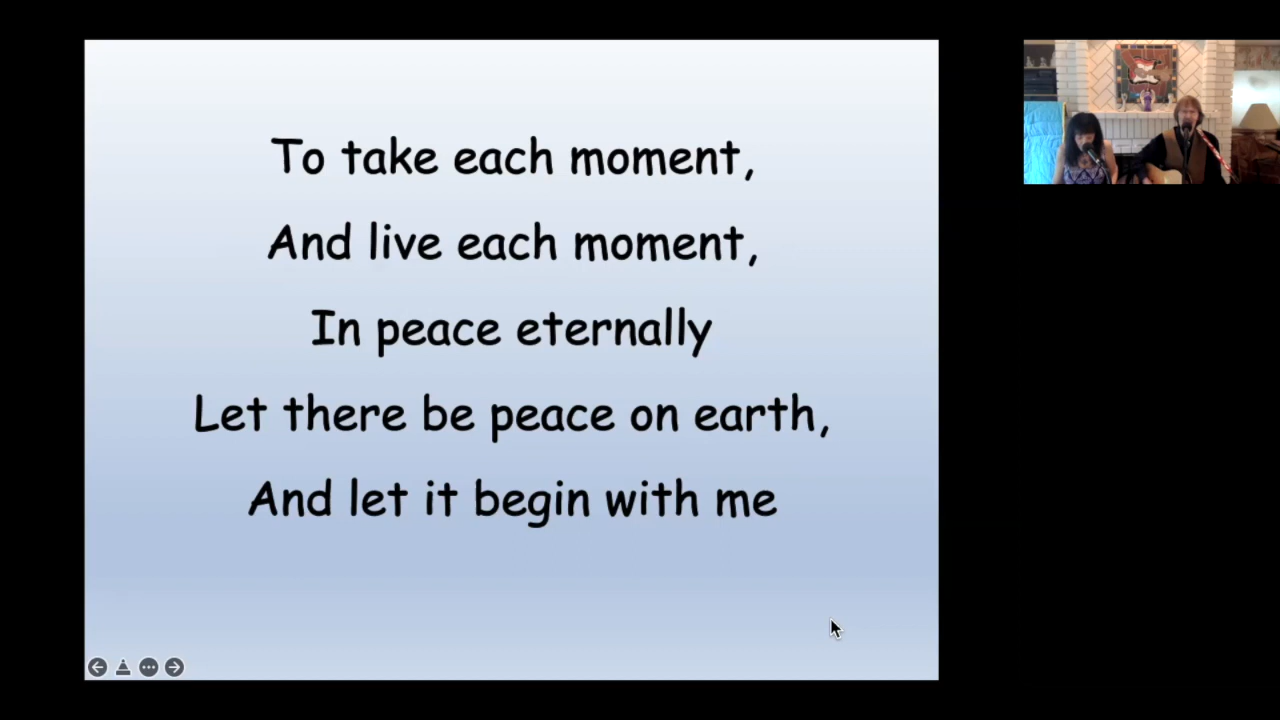 To take each moment,
And live each moment,
In peace eternally
Let there be peace on earth,
And let it begin with me